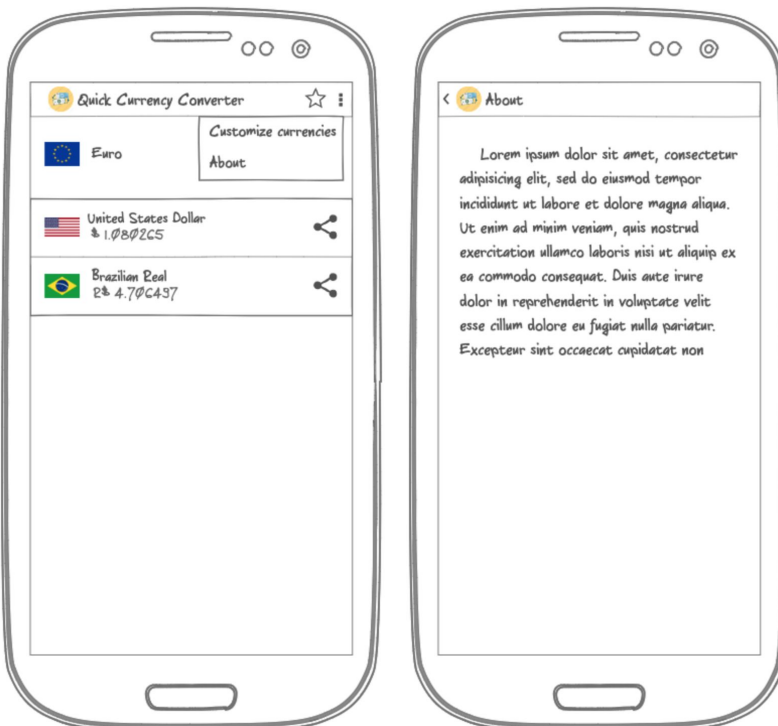 Quick Currency Converter
Customize currencies
About
Euro
United States Dollar
$ 1.080265
Brazilian Real
R$ 4.706437
About
Lorem ipsum dolor sit amet, consectetur
adipisicing elit, sed do eiusmod tempor
incididunt ut labore et dolore magna aliqua.
Ut enim ad minim veniam, quis nostrud
exercitation ullamco laboris nisi ut aliquip ex
ea commodo consequat. Duis aute irure
dolor in reprehenderit in voluptate velit
esse cillum dolore eu fugiat nulla pariatur.
Excepteur sint occaecat cupidatat non